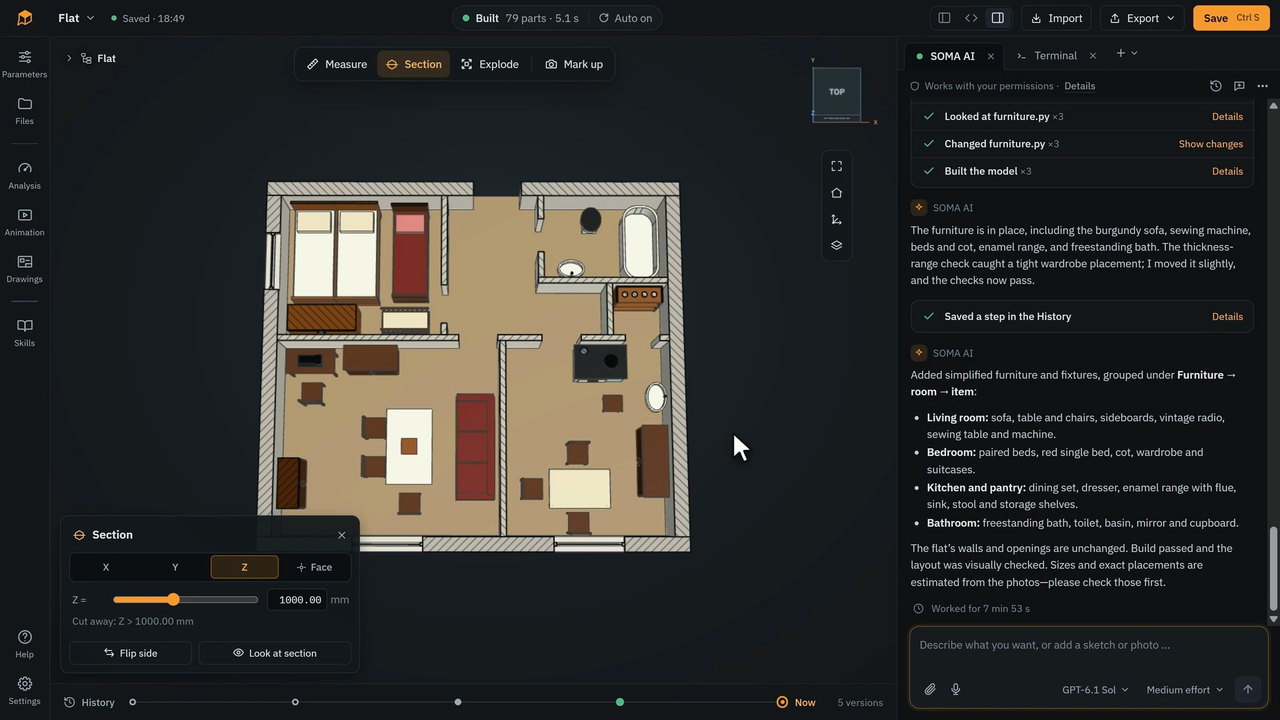 Flat
Saved · 18:49
Built 79 parts · 5.1 s
Auto on
Import
Export
Save Ctrl S
Parameters
Files
Analysis
Animation
Drawings
Skills
Help
Settings
Flat
Measure
Section
Explode
Mark up
Y
TOP
Z
X
Section
X
Y
Z
Face
Z =
1000.00 mm
Cut away: Z > 1000.00 mm
Flip side
Look at section
History
Now
5 versions
SOMA AI
Terminal
Works with your permissions · Details
Looked at furniture.py ×3 Details
Changed furniture.py ×3 Show changes
Built the model ×3 Details
SOMA AI
The furniture is in place, including the burgundy sofa, sewing machine,
beds and cot, enamel range, and freestanding bath. The thickness-
range check caught a tight wardrobe placement; I moved it slightly,
and the checks now pass.
Saved a step in the History Details
SOMA AI
Added simplified furniture and fixtures, grouped under Furniture →
room → item:
• Living room: sofa, table and chairs, sideboards, vintage radio,
sewing table and machine.
• Bedroom: paired beds, red single bed, cot, wardrobe and
suitcases.
• Kitchen and pantry: dining set, dresser, enamel range with flue,
sink, stool and storage shelves.
• Bathroom: freestanding bath, toilet, basin, mirror and cupboard.
The flat’s walls and openings are unchanged. Build passed and the
layout was visually checked. Sizes and exact placements are
estimated from the photos—please check those first.
Worked for 7 min 53 s
Describe what you want, or add a sketch or photo ...
GPT-6.1 Sol
Medium effort